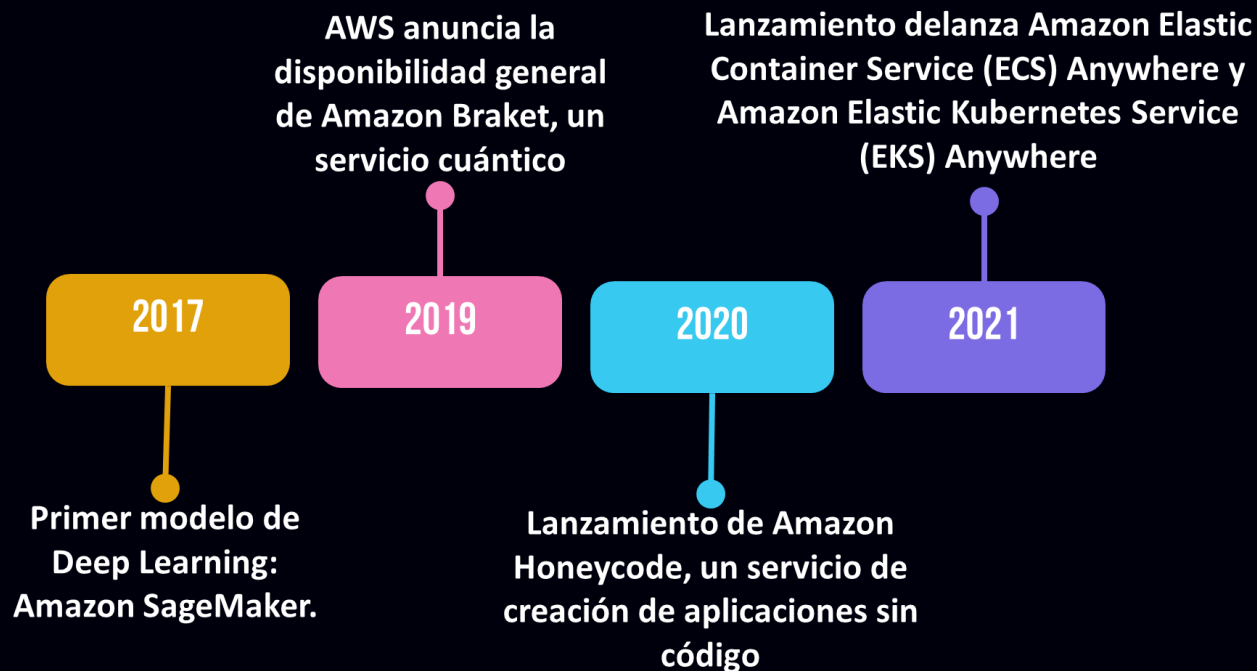 AWS anuncia la
disponibilidad general
de Amazon Braket, un
servicio cuántico
Lanzamiento delanza Amazon Elastic
Container Service (ECS) Anywhere y
Amazon Elastic Kubernetes Service
(EKS) Anywhere
2017
2019
2020
2021
Primer modelo de
Deep Learning:
Amazon SageMaker.
Lanzamiento de Amazon
Honeycode, un servicio de
creación de aplicaciones sin
código